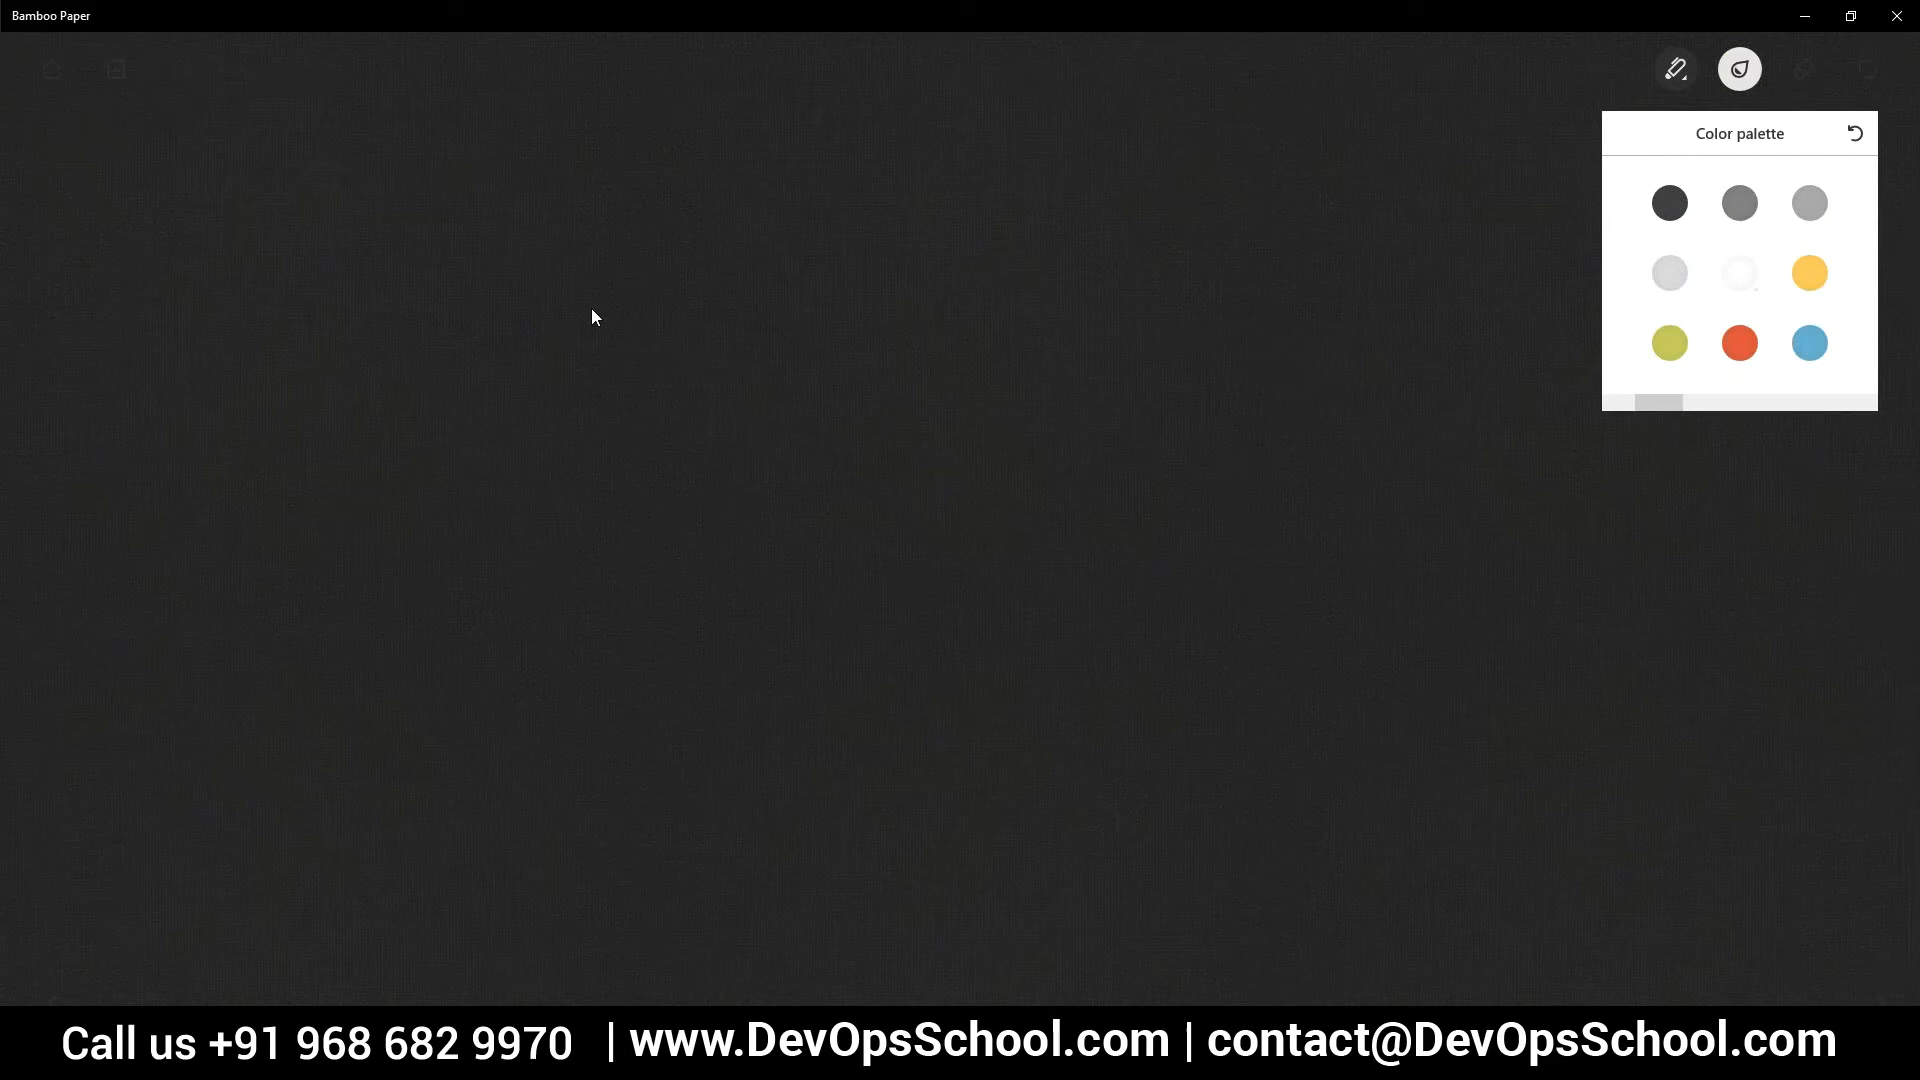 Bamboo Paper
Color palette
Call us +91 968 682 9970 | www.DevOpsSchool.com | contact@DevOpsSchool.com